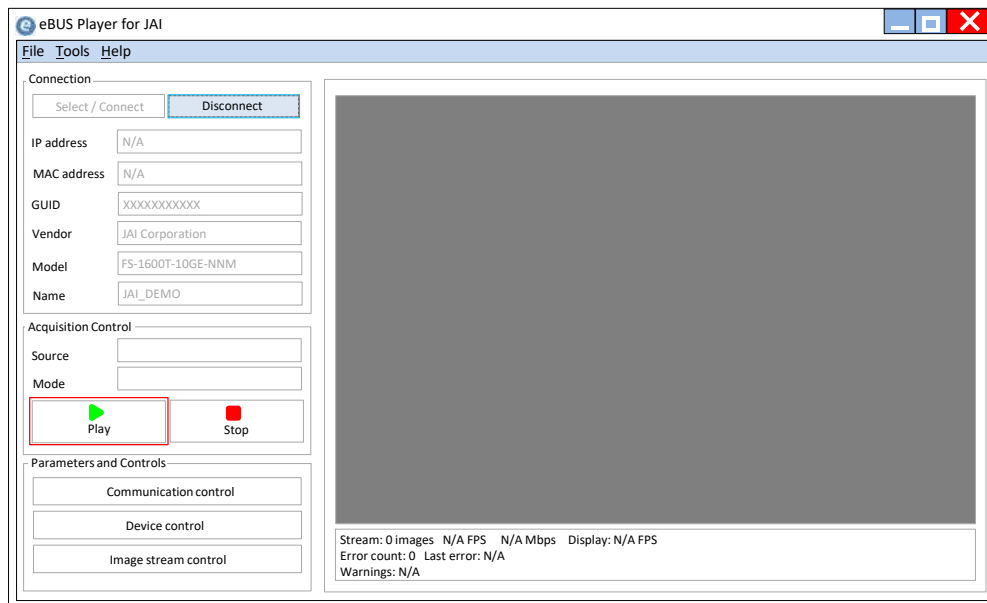 eBUS Player for JAI
File Tools Help
Connection
Select / Connect Disconnect
IP address N/A
MAC address N/A
GUID XXXXXXXXXXX
Vendor JAI Corporation
Model FS-1600T-10GE-NNM
Name JAI_DEMO
Acquisition Control
Source
Mode
Play Stop
Parameters and Controls
Communication control
Device control
Image stream control
Stream: 0 images N/A FPS N/A Mbps Display: N/A FPS
Error count: 0 Last error: N/A
Warnings: N/A